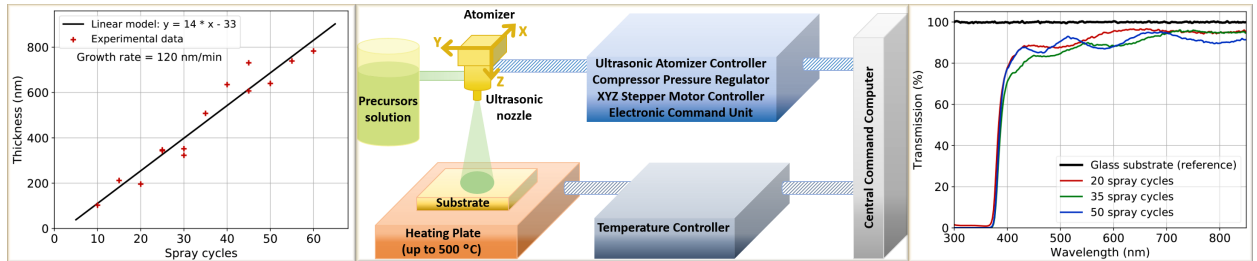 Linear model: y = 14 * x - 33
Experimental data
Growth rate = 120 nm/min
Thickness (nm)
800
600
400
200
0
0 10 20 30 40 50 60
Spray cycles
Atomizer
X
Y
Z
Precursors
solution
Ultrasonic
nozzle
Ultrasonic Atomizer Controller
Compressor Pressure Regulator
XYZ Stepper Motor Controller
Electronic Command Unit
Substrate
Heating Plate
(up to 500 °C)
Temperature Controller
Central Command Computer
Transmission (%)
100
80
60
40
20
0
Glass substrate (reference)
20 spray cycles
35 spray cycles
50 spray cycles
300 400 500 600 700 800
Wavelength (nm)